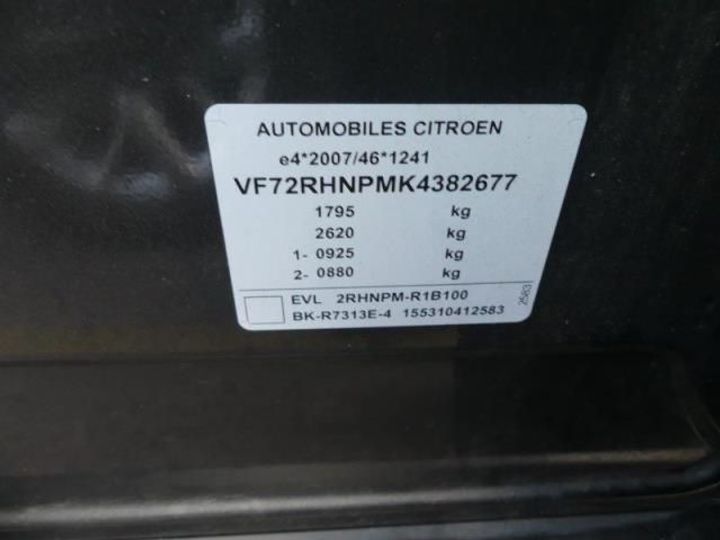 AUTOMOBILES CITROEN
e4*2007/46*1241
VF72RHNPMK4382677
1795 kg
2620 kg
1- 0925 kg
2- 0880 kg
EVL 2RHNPM-R1B100
BK-R7313E-4 155310412583
2583